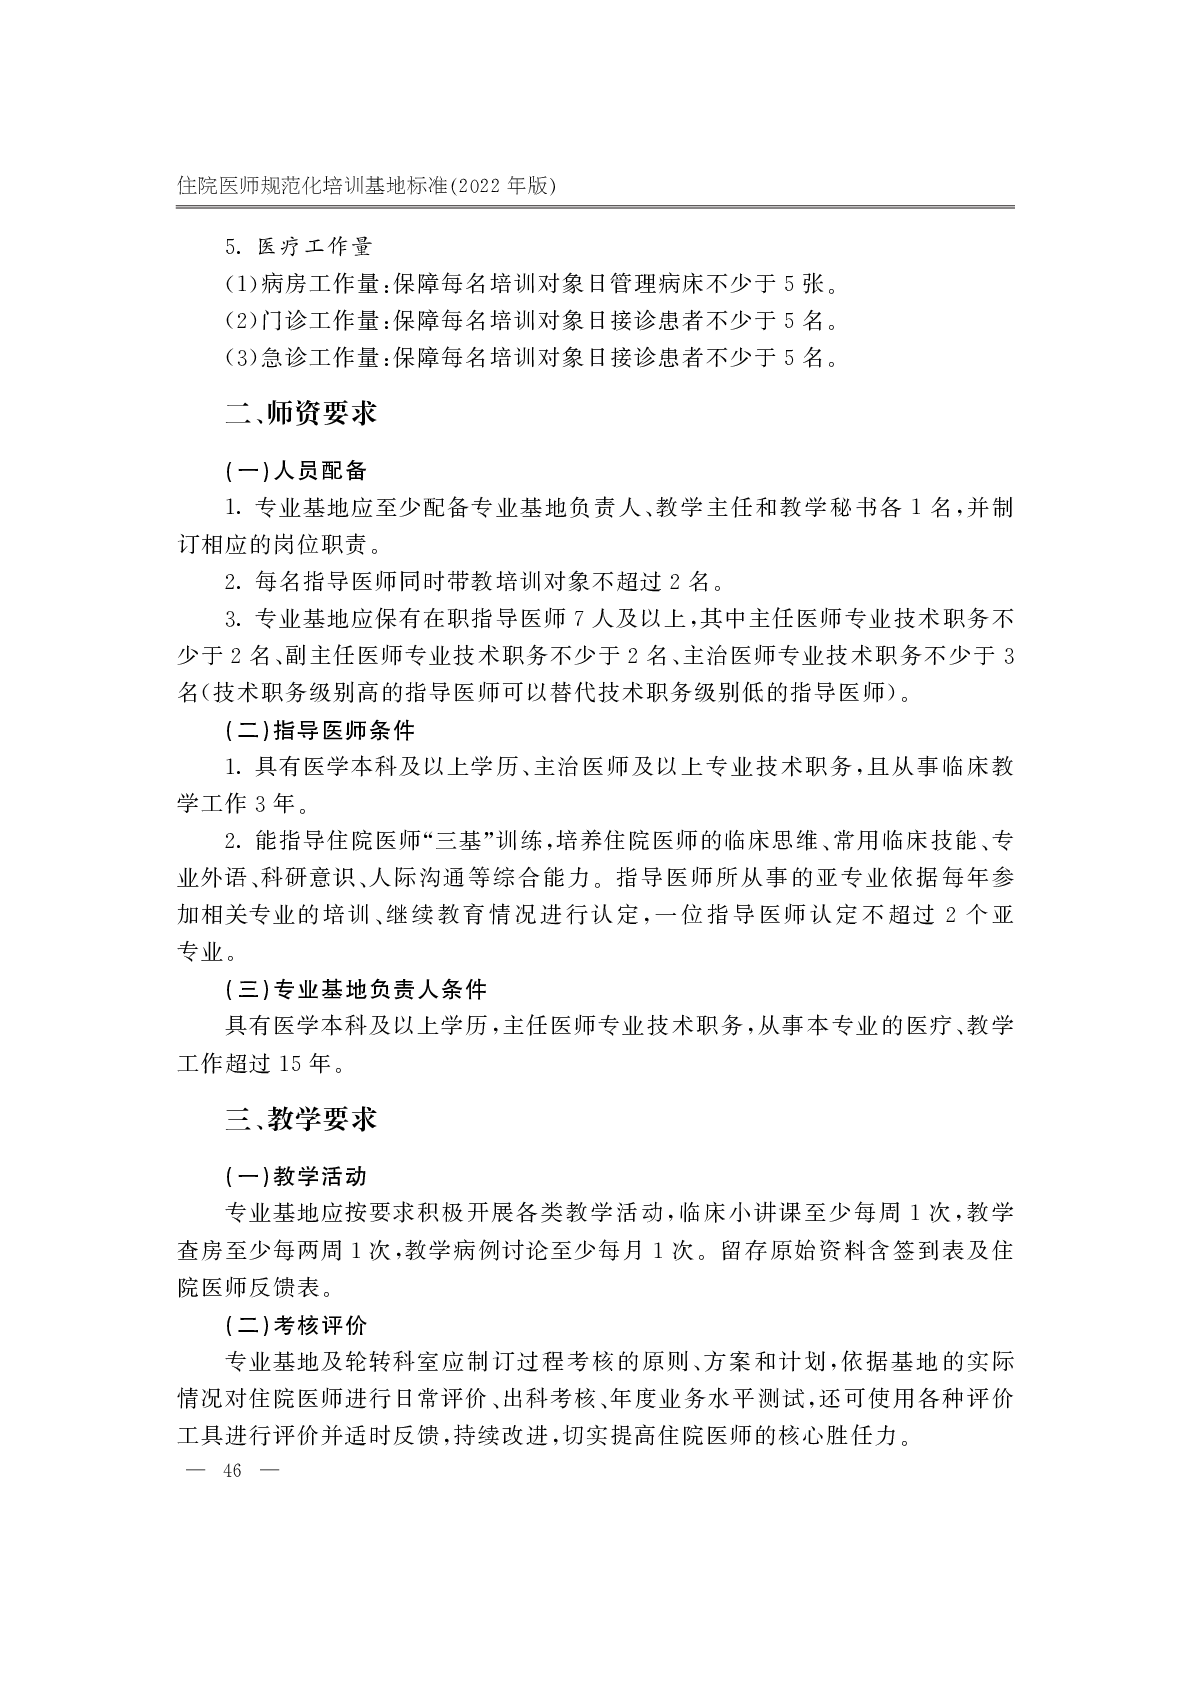 住院医师规范化培训基地标准(2022 年版)
5. 医疗工作量
(1)病房工作量:保障每名培训对象日管理病床不少于 5 张。
(2)门诊工作量:保障每名培训对象日接诊患者不少于 5 名。
(3)急诊工作量:保障每名培训对象日接诊患者不少于 5 名。
二、师资要求
(一)人员配备
1. 专业基地应至少配备专业基地负责人、教学主任和教学秘书各 1 名,并制
订相应的岗位职责。
2. 每名指导医师同时带教培训对象不超过 2 名。
3. 专业基地应保有在职指导医师 7 人及以上,其中主任医师专业技术职务不
少于 2 名、副主任医师专业技术职务不少于 2 名、主治医师专业技术职务不少于 3
名(技术职务级别高的指导医师可以替代技术职务级别低的指导医师)。
(二)指导医师条件
1. 具有医学本科及以上学历、主治医师及以上专业技术职务,且从事临床教
学工作 3 年。
2. 能指导住院医师“三基”训练,培养住院医师的临床思维、常用临床技能、专
业外语、科研意识、人际沟通等综合能力。指导医师所从事的亚专业依据每年参
加相关专业的培训、继续教育情况进行认定,一位指导医师认定不超过 2 个亚
专业。
(三)专业基地负责人条件
具有医学本科及以上学历,主任医师专业技术职务,从事本专业的医疗、教学
工作超过 15 年。
三、教学要求
(一)教学活动
专业基地应按要求积极开展各类教学活动,临床小讲课至少每周 1 次,教学
查房至少每两周 1 次,教学病例讨论至少每月 1 次。留存原始资料含签到表及住
院医师反馈表。
(二)考核评价
专业基地及轮转科室应制订过程考核的原则、方案和计划,依据基地的实际
情况对住院医师进行日常评价、出科考核、年度业务水平测试,还可使用各种评价
工具进行评价并适时反馈,持续改进,切实提高住院医师的核心胜任力。
— 46 —